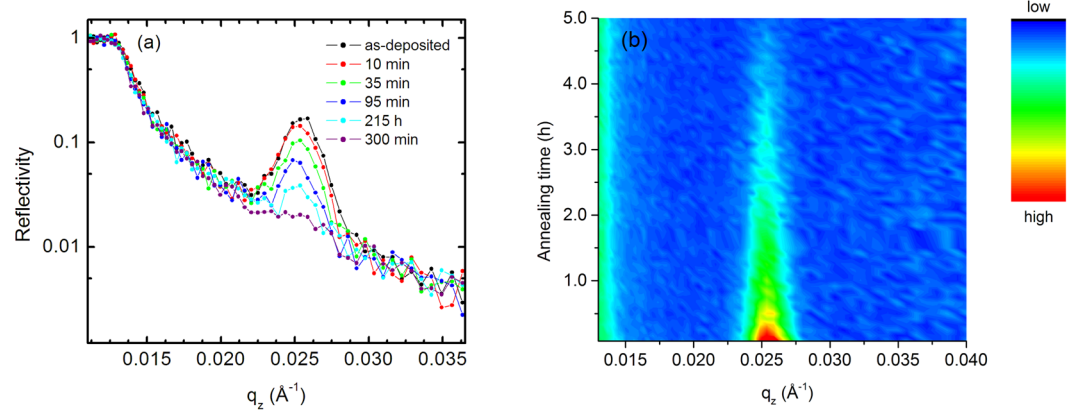 (a)
as-deposited
10 min
35 min
95 min
215 h
300 min
1
0.1
0.01
Reflectivity
0.015 0.020 0.025 0.030 0.035
qz (Å-1)
(b)
5.0
4.0
3.0
2.0
1.0
Annealing time (h)
0.015 0.020 0.025 0.030 0.035 0.040
qz (Å-1)
low
high